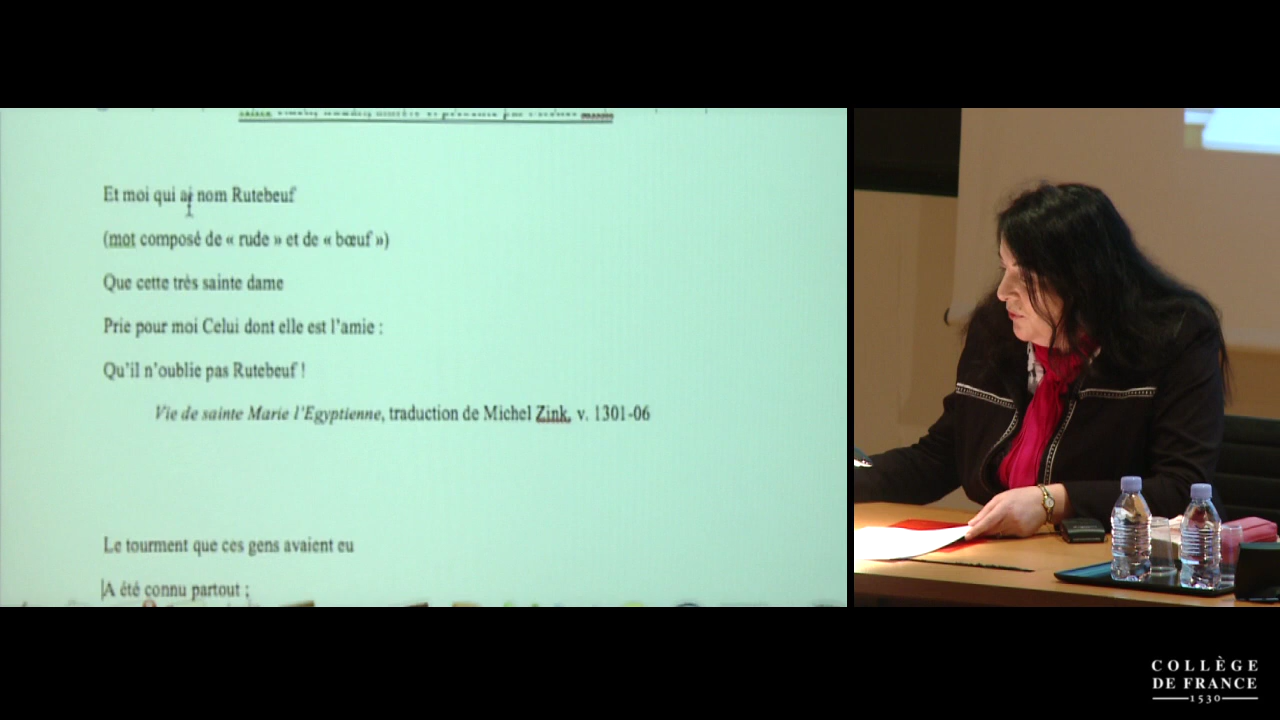 Et moi qui ai nom Rutebeuf
(mot composé de « rude » et de « bœuf »)
Que cette très sainte dame
Prie pour moi Celui dont elle est l'amie :
Qu'il n'oublie pas Rutebeuf !
Vie de sainte Marie l'Egyptienne, traduction de Michel Zink, v. 1301-06
Le tourment que ces gens avaient eu
A été connu partout ;
COLLÈGE
DE FRANCE
1530